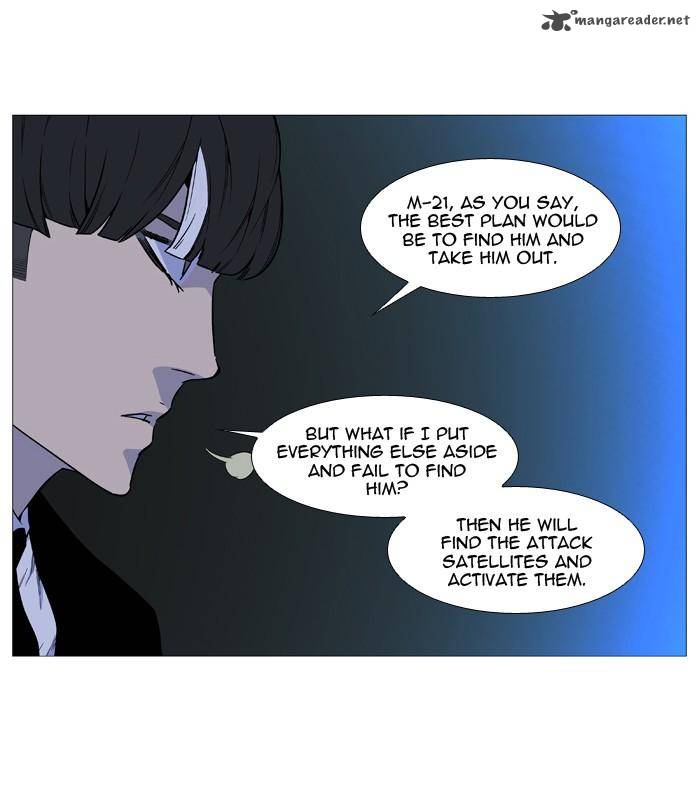 mangareader.net
M-21, AS YOU SAY,
THE BEST PLAN WOULD
BE TO FIND HIM AND
TAKE HIM OUT.
BUT WHAT IF I PUT
EVERYTHING ELSE ASIDE
AND FAIL TO FIND
HIM?
THEN HE WILL
FIND THE ATTACK
SATELLITES AND
ACTIVATE THEM.